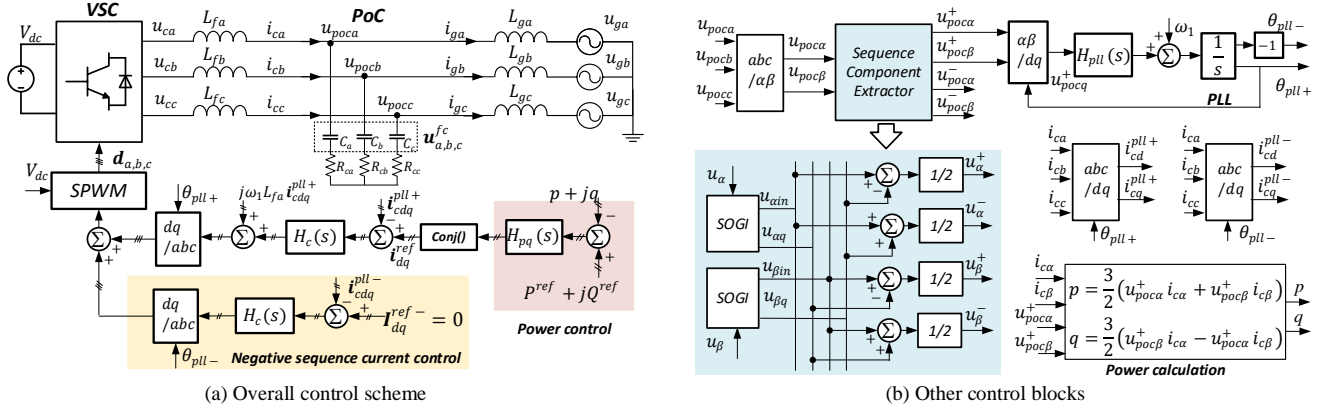 VSC
PoC
V_dc
u_ca
L_fa
i_ca
u_poca
i_ga
L_ga
u_ga
u_cb
L_fb
i_cb
u_pocb
i_gb
L_gb
u_gb
u_cc
L_fc
i_cc
u_pocc
i_gc
L_gc
u_gc
C_a
C_b
u^fc_a,b,c
R_ca
R_cb
R_cc
d_a,b,c
V_dc
SPWM
θ_pll+
jω_1L_fa i^pll+_cdq
i^pll+_cdq
p + jq
dq/abc
H_c(s)
i^ref_dq
Conj()
H_pq(s)
P^ref + jQ^ref
Power control
i^pll-_cdq
dq/abc
H_c(s)
I^ref-_dq = 0
θ_pll-
Negative sequence current control
(a) Overall control scheme
u_poca
u_pocb
u_pocc
abc/αβ
u_pocα
u_pocβ
Sequence
Component
Extractor
u^+_pocα
u^+_pocβ
u^-_pocα
u^-_pocβ
αβ/dq
u^+_pocq
H_pll(s)
ω_1
1/s
-1
θ_pll-
θ_pll+
PLL
u_α
SOGI
u_αin
u_αq
SOGI
u_βin
u_βq
u_β
1/2
u^+_α
1/2
u^-_α
1/2
u^+_β
1/2
u^-_β
i_ca
i_cb
i_cc
abc/dq
i^pll+_cd
i^pll+_cq
θ_pll+
i_ca
i_cb
i_cc
abc/dq
i^pll-_cd
i^pll-_cq
θ_pll-
i_cα
i_cβ
u^+_pocα
u^+_pocβ
p = 3/2 (u^+_pocα i_cα + u^+_pocβ i_cβ)
q = 3/2 (u^+_pocβ i_cα − u^+_pocα i_cβ)
p
q
Power calculation
(b) Other control blocks